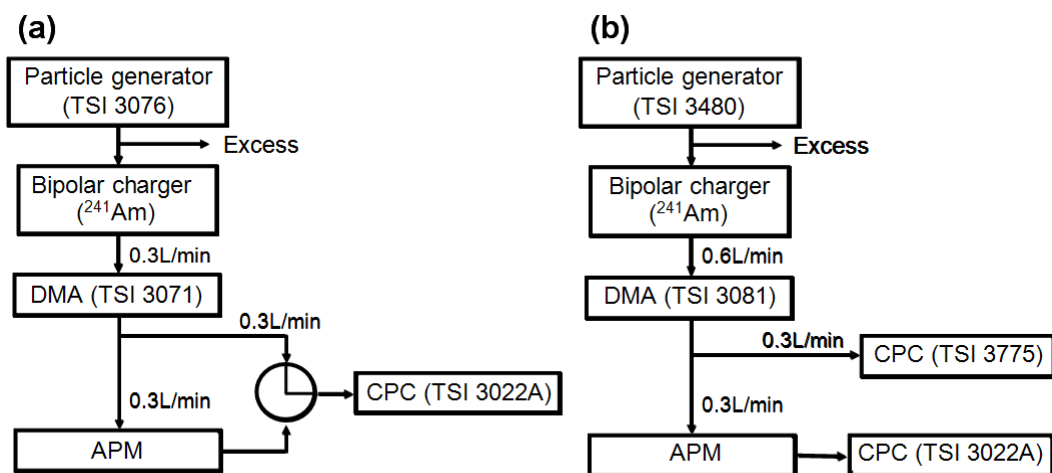 (a)
Particle generator
(TSI 3076)
Excess
Bipolar charger
(²⁴¹Am)
0.3L/min
DMA (TSI 3071)
0.3L/min
0.3L/min
CPC (TSI 3022A)
APM
(b)
Particle generator
(TSI 3480)
Excess
Bipolar charger
(²⁴¹Am)
0.6L/min
DMA (TSI 3081)
0.3L/min
CPC (TSI 3775)
0.3L/min
APM
CPC (TSI 3022A)